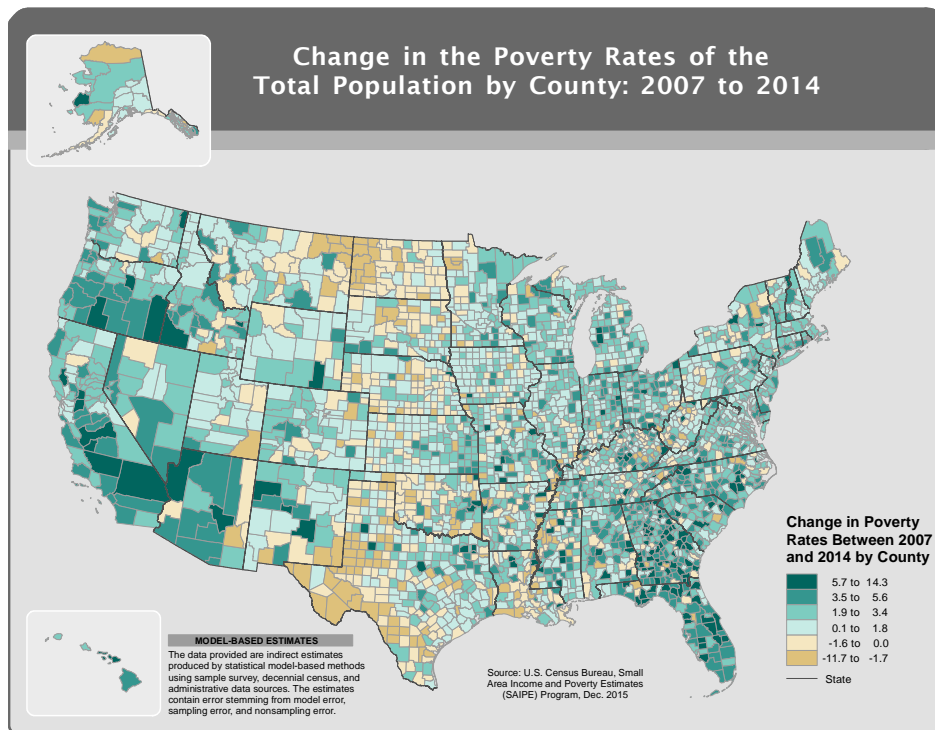 Change in the Poverty Rates of the
Total Population by County: 2007 to 2014
Change in Poverty
Rates Between 2007
and 2014 by County
5.7 to 14.3
3.5 to 5.6
1.9 to 3.4
0.1 to 1.8
-1.6 to 0.0
-11.7 to -1.7
State
MODEL-BASED ESTIMATES
The data provided are indirect estimates
produced by statistical model-based methods
using sample survey, decennial census, and
administrative data sources. The estimates
contain error stemming from model error,
sampling error, and nonsampling error.
Source: U.S. Census Bureau, Small
Area Income and Poverty Estimates
(SAIPE) Program, Dec. 2015